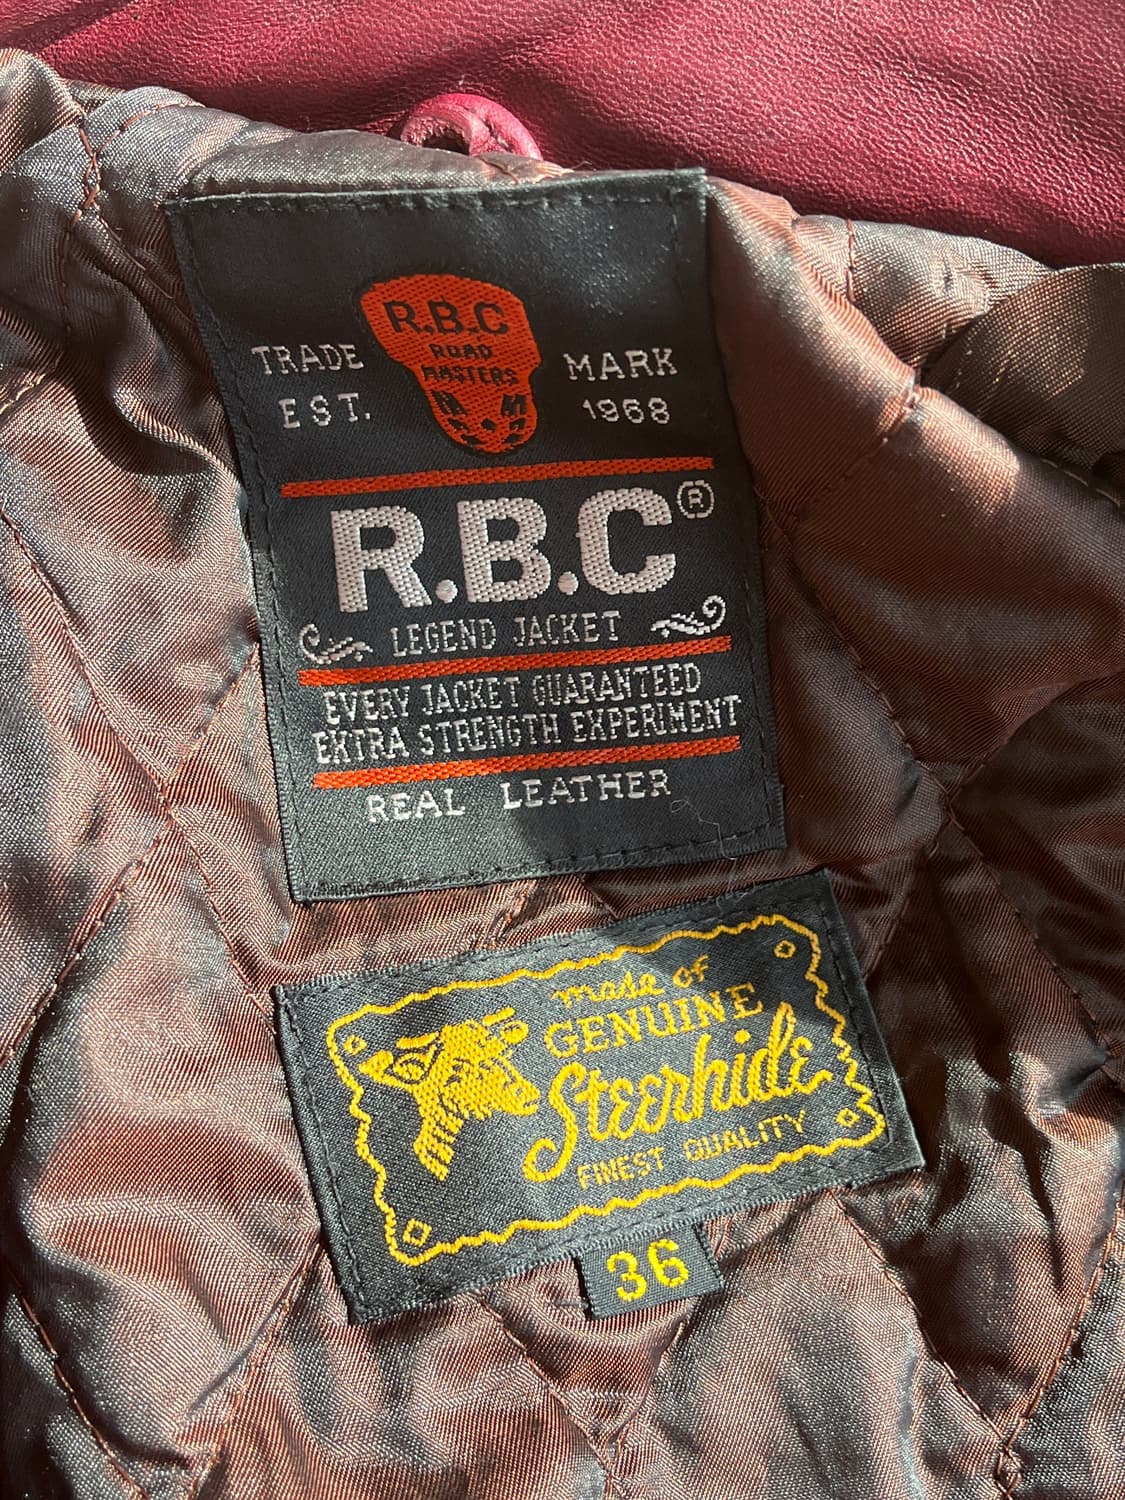 R.B.C
ROAD
MASTERS
TRADE MARK
EST. 1968
R.B.C®
LEGEND JACKET
EVERY JACKET GUARANTEED
EXTRA STRENGTH EXPERIMENT
REAL LEATHER
made of
GENUINE
Steerhide
FINEST QUALITY
36